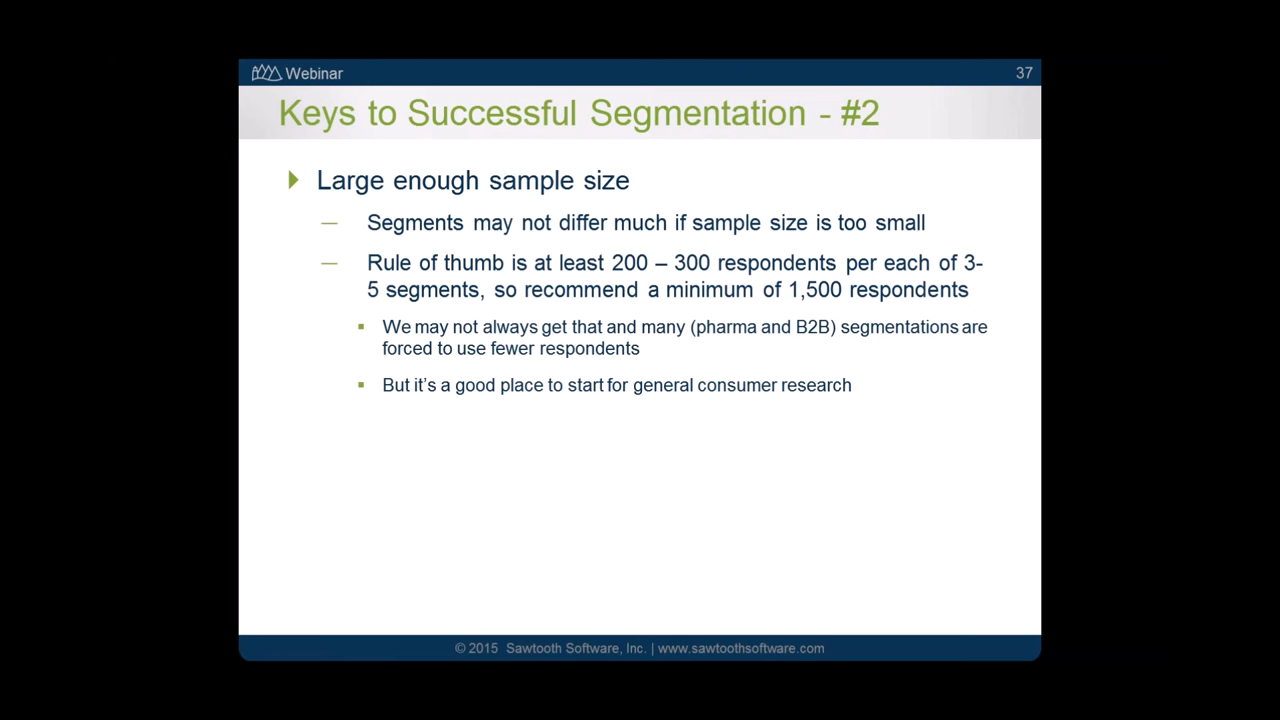 Webinar
37
Keys to Successful Segmentation - #2
Large enough sample size
— Segments may not differ much if sample size is too small
— Rule of thumb is at least 200 – 300 respondents per each of 3-
5 segments, so recommend a minimum of 1,500 respondents
▪ We may not always get that and many (pharma and B2B) segmentations are
forced to use fewer respondents
▪ But it's a good place to start for general consumer research
© 2015 Sawtooth Software, Inc. | www.sawtoothsoftware.com